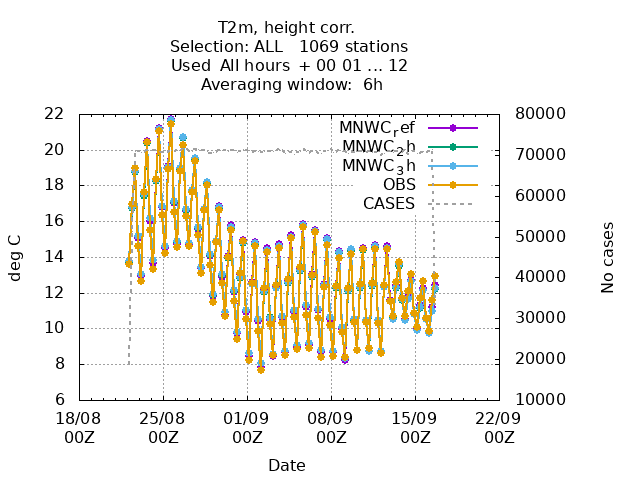 T2m, height corr.
Selection: ALL 1069 stations
Used All hours + 00 01 ... 12
Averaging window: 6h
22 80000
MNWCref
20 MNWC2h 70000
MNWC3h
18 OBS 60000
CASES
16 50000
deg C
14 40000
No cases
12 30000
10
8 20000
6 10000
18/08 25/08 01/09 08/09 15/09 22/09
00Z 00Z 00Z 00Z 00Z 00Z
Date